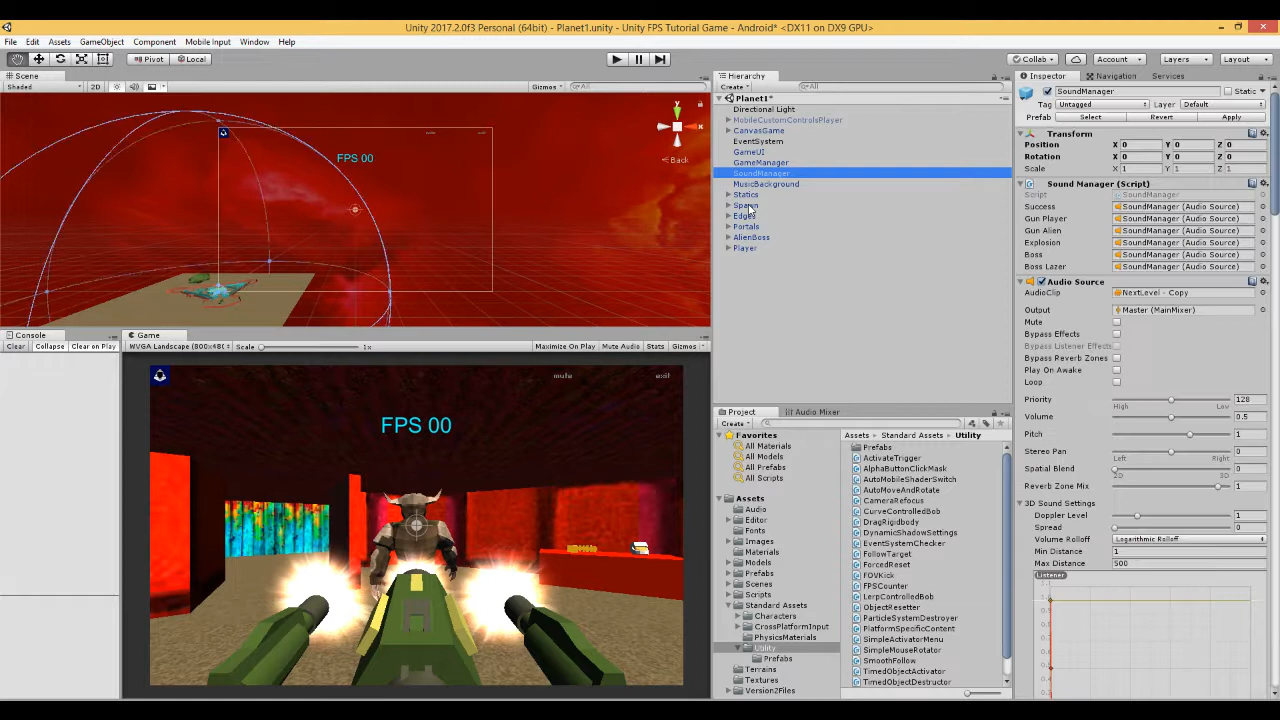 Unity 2017.2.0f3 Personal (64bit) - Planet1.unity - Unity FPS Tutorial Game - Android* <DX11 on DX9 GPU>
File Edit Assets GameObject Component Mobile Input Window Help
Pivot Local Collab Account Layers Layout
Scene
Shaded 2D Gizmos All
y x
Back
FPS 00
Console
Clear Collapse Clear on Play
Game
WVGA Landscape (800x480 Scale 1x Maximize On Play Mute Audio Stats Gizmos
mute exit
FPS 00
Hierarchy
Create All
Planet1*
Directional Light
MobileCustomControlsPlayer
CanvasGame
EventSystem
GameUI
GameManager
SoundManager
MusicBackground
Statics
Spawn
Edges
Portals
AlienBoss
Player
Project Audio Mixer
Create
Favorites
All Materials
All Models
All Prefabs
All Scripts
Assets
Audio
Editor
Fonts
Images
Materials
Models
Prefabs
Scenes
Scripts
Standard Assets
Characters
CrossPlatformInput
PhysicsMaterials
Utility
Prefabs
Terrains
Textures
Version2Files
Assets Standard Assets Utility
Prefabs
ActivateTrigger
AlphaButtonClickMask
AutoMobileShaderSwitch
AutoMoveAndRotate
CameraRefocus
CurveControlledBob
DragRigidbody
DynamicShadowSettings
EventSystemChecker
FollowTarget
ForcedReset
FOVKick
FPSCounter
LerpControlledBob
ObjectResetter
ParticleSystemDestroyer
PlatformSpecificContent
SimpleActivatorMenu
SimpleMouseRotator
SmoothFollow
TimedObjectActivator
TimedObjectDestructor
Inspector Navigation Services
SoundManager Static
Tag Untagged Layer Default
Prefab Select Revert Apply
Transform
Position X 0 Y 0 Z 0
Rotation X 0 Y 0 Z 0
Scale X 1 Y 1 Z 1
Sound Manager (Script)
Script SoundManager
Success SoundManager (Audio Source)
Gun Player SoundManager (Audio Source)
Gun Alien SoundManager (Audio Source)
Explosion SoundManager (Audio Source)
Boss SoundManager (Audio Source)
Boss Lazer SoundManager (Audio Source)
Audio Source
AudioClip NextLevel - Copy
Output Master (MainMixer)
Mute
Bypass Effects
Bypass Listener Effects
Bypass Reverb Zones
Play On Awake
Loop
Priority 128
High Low
Volume 0.5
Pitch 1
Stereo Pan 0
Left Right
Spatial Blend 0
2D 3D
Reverb Zone Mix 1
3D Sound Settings
Doppler Level 1
Spread 0
Volume Rolloff Logarithmic Rolloff
Min Distance 1
Max Distance 500
Listener